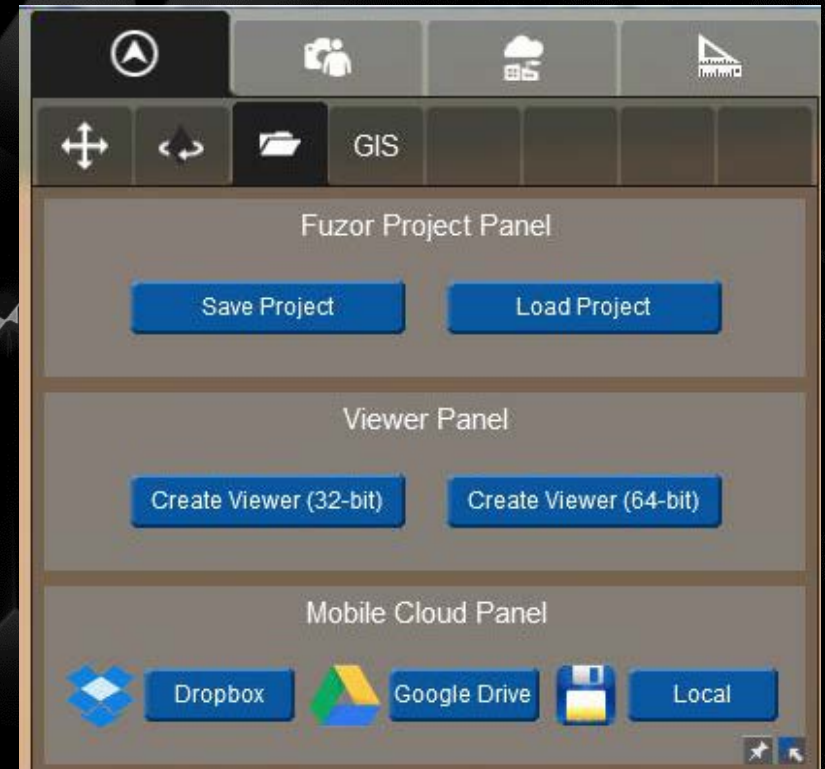 GIS
Fuzor Project Panel
Save Project Load Project
Viewer Panel
Create Viewer (32-bit) Create Viewer (64-bit)
Mobile Cloud Panel
Dropbox Google Drive Local